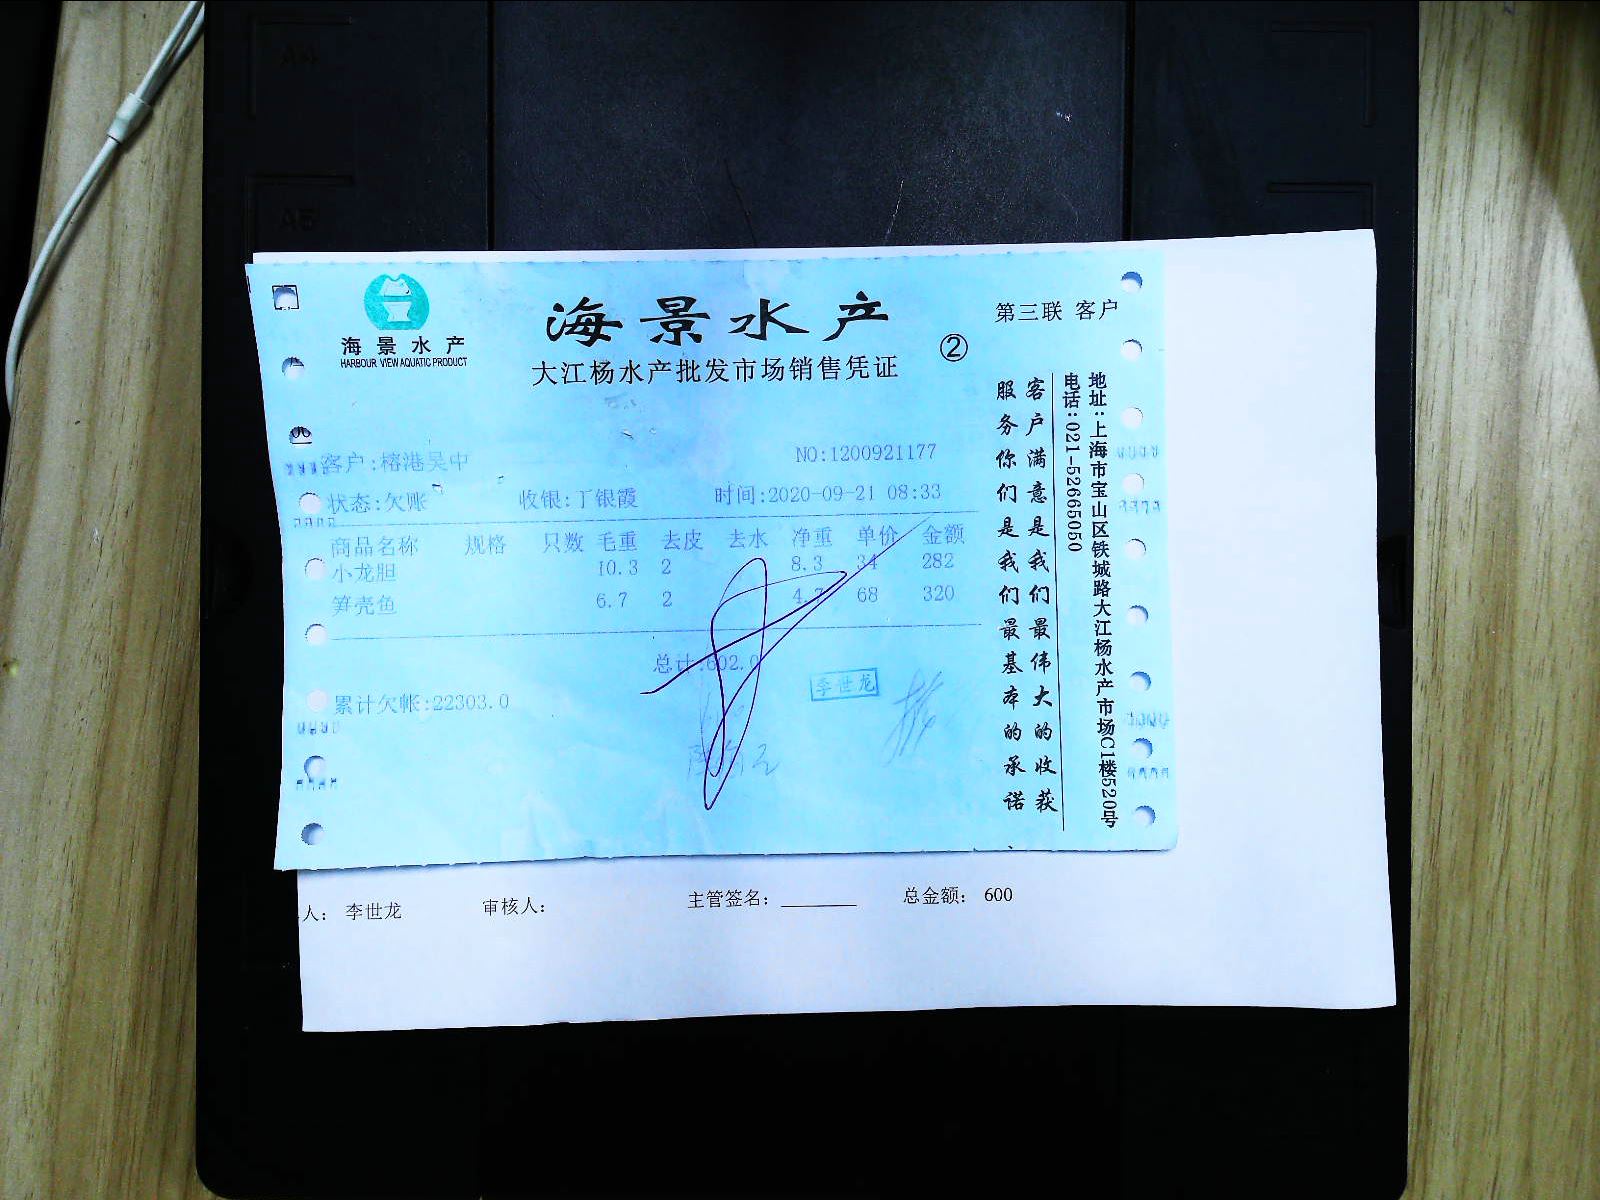 海景水产
HARBOUR VIEW AQUATIC PRODUCT
海景水产
大江杨水产批发市场销售凭证
②
第三联 客户
客户:榕港吴中
NO:1200921177
状态:欠账 收银:丁银霞 时间:2020-09-21 08:33
商品名称 规格 只数 毛重 去皮 去水 净重 单价 金额
小龙胆 10.3 2 8.3 34 282
笋壳鱼 6.7 2 4.7 68 320
总计:602.0
李世龙
累计欠帐:22303.0
客户满意是我们最伟大的收获
服务你们是我们最基本的承诺
地址:上海市宝山区铁城路大江杨水产市场C1楼520号
电话:021-52665050
人: 李世龙 审核人: 主管签名: 总金额: 600